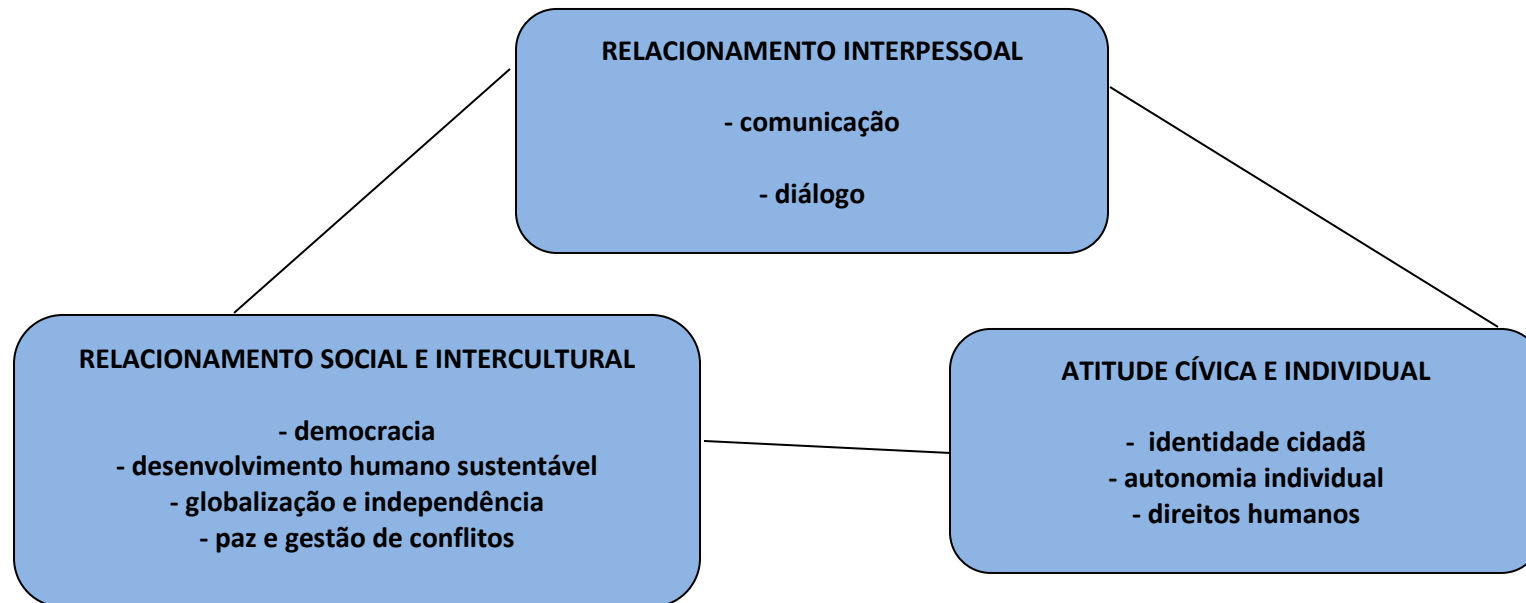 RELACIONAMENTO INTERPESSOAL
- comunicação
- diálogo
RELACIONAMENTO SOCIAL E INTERCULTURAL
- democracia
- desenvolvimento humano sustentável
- globalização e independência
- paz e gestão de conflitos
ATITUDE CÍVICA E INDIVIDUAL
- identidade cidadã
- autonomia individual
- direitos humanos